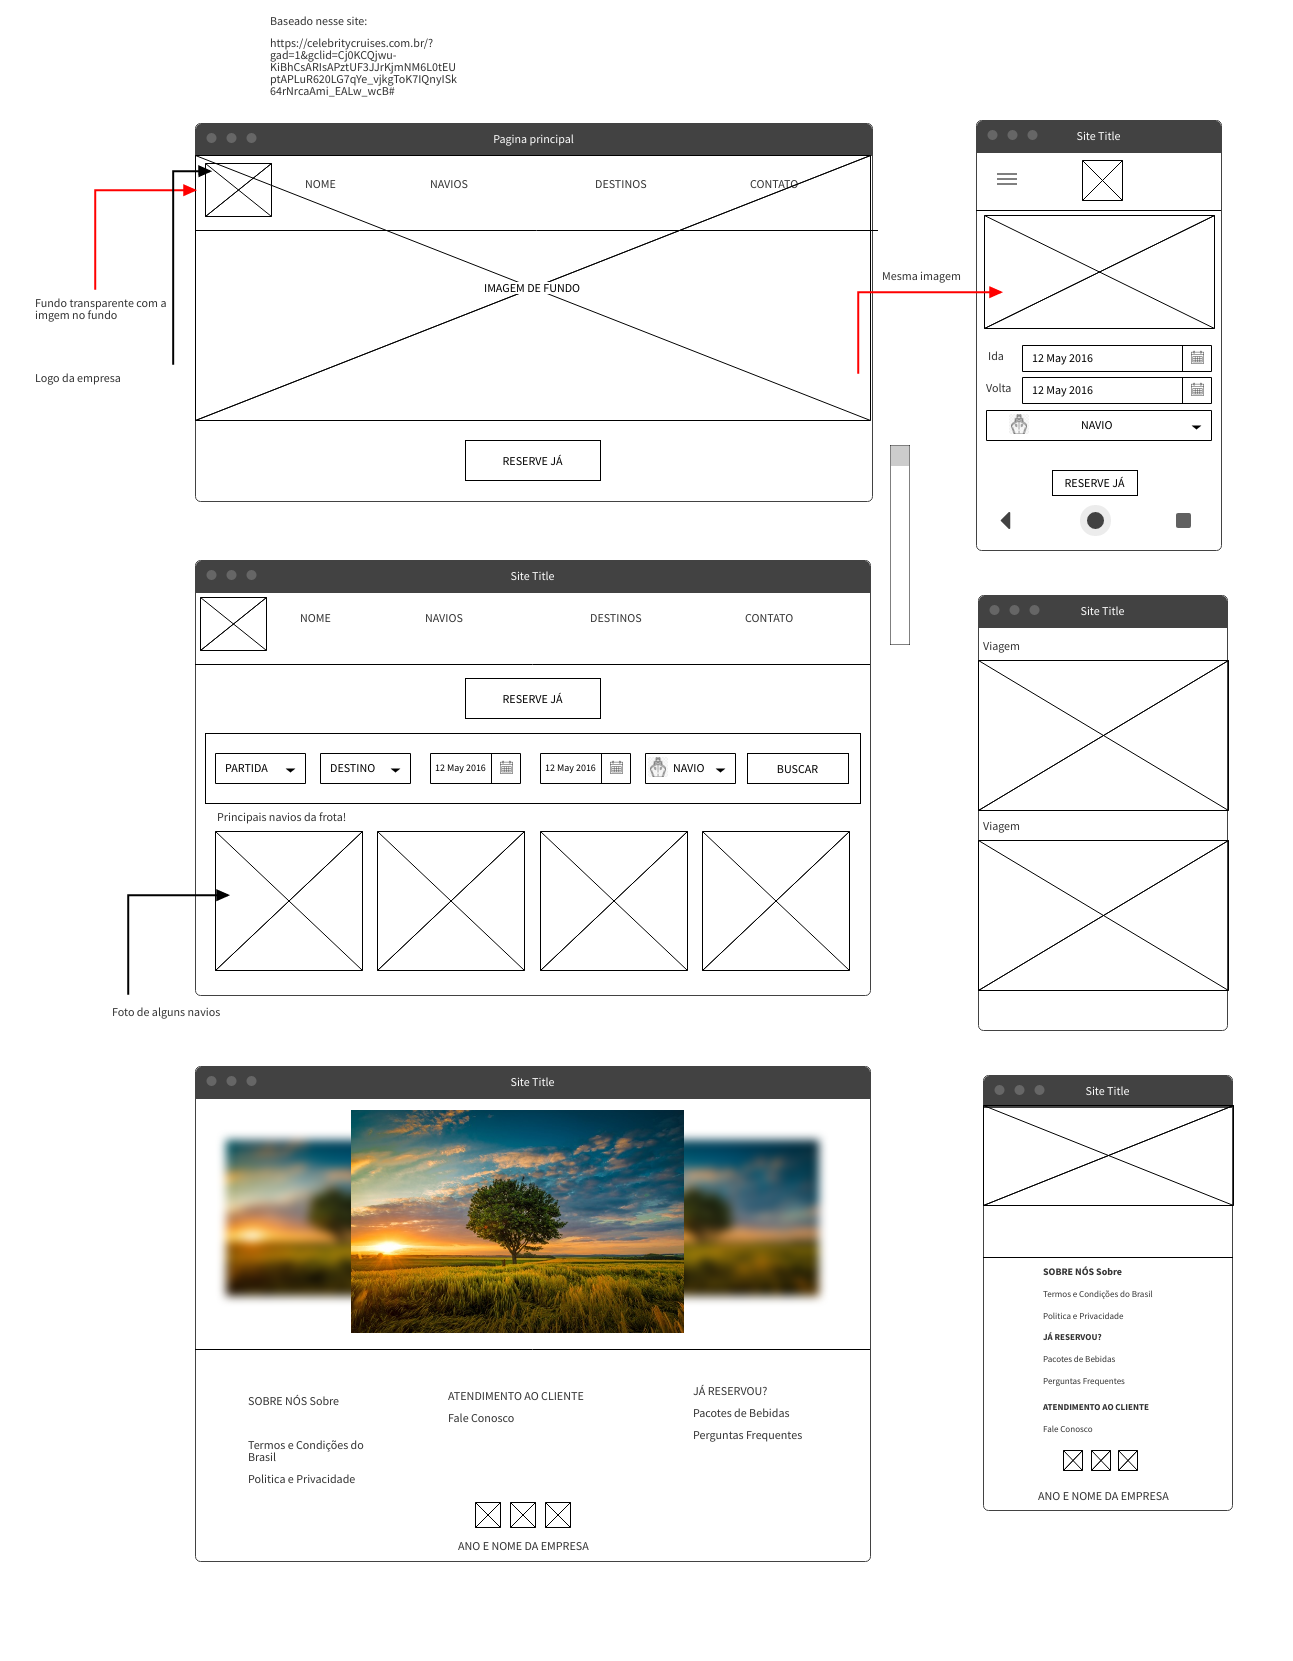 Baseado nesse site:
https://celebritycruises.com.br/?
gad=1&gclid=Cj0KCQjwu-
KiBhCsARIsAPztUF3JJrKjmNM6L0tEU
ptAPLuR620LG7qYe_vjkgToK7IQnyISk
64rNrcaAmi_EALw_wcB#
Pagina principal
NOME NAVIOS DESTINOS CONTATO
IMAGEM DE FUNDO
RESERVE JÁ
Fundo transparente com a
imgem no fundo
Logo da empresa
Mesma imagem
Site Title
Ida 12 May 2016
Volta 12 May 2016
NAVIO
RESERVE JÁ
Site Title
NOME NAVIOS DESTINOS CONTATO
RESERVE JÁ
PARTIDA DESTINO 12 May 2016 12 May 2016 NAVIO BUSCAR
Principais navios da frota!
Foto de alguns navios
Site Title
Viagem
Viagem
Site Title
SOBRE NÓS Sobre
Termos e Condições do
Brasil
Politica e Privacidade
ATENDIMENTO AO CLIENTE
Fale Conosco
JÁ RESERVOU?
Pacotes de Bebidas
Perguntas Frequentes
ANO E NOME DA EMPRESA
Site Title
SOBRE NÓS Sobre
Termos e Condições do Brasil
Politica e Privacidade
JÁ RESERVOU?
Pacotes de Bebidas
Perguntas Frequentes
ATENDIMENTO AO CLIENTE
Fale Conosco
ANO E NOME DA EMPRESA